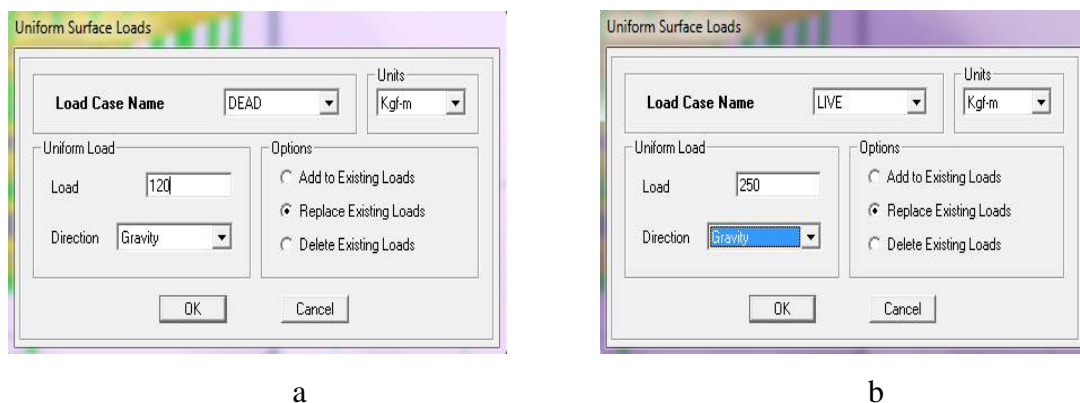 Uniform Surface Loads
Load Case Name DEAD
Units
Kgf-m
Uniform Load
Load 120
Direction Gravity
Options
Add to Existing Loads
Replace Existing Loads
Delete Existing Loads
OK Cancel
a
Uniform Surface Loads
Load Case Name LIVE
Units
Kgf-m
Uniform Load
Load 250
Direction Gravity
Options
Add to Existing Loads
Replace Existing Loads
Delete Existing Loads
OK Cancel
b